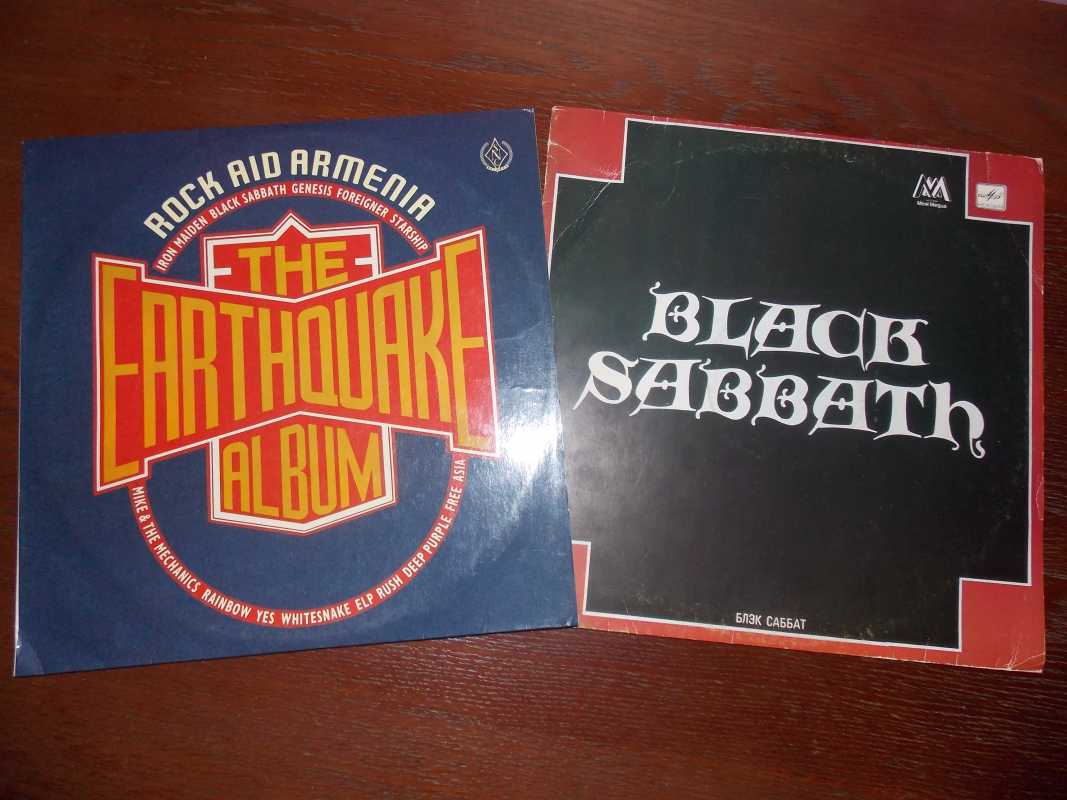 ROCK AID ARMENIA
IRON MAIDEN BLACK SABBATH GENESIS FOREIGNER STARSHIP
THE
EARTHQUAKE
ALBUM
MIKE & THE MECHANICS RAINBOW YES WHITESNAKE ELP RUSH DEEP PURPLE FREE ASIA
BLACK
SABBATH
БЛЭК САББАТ